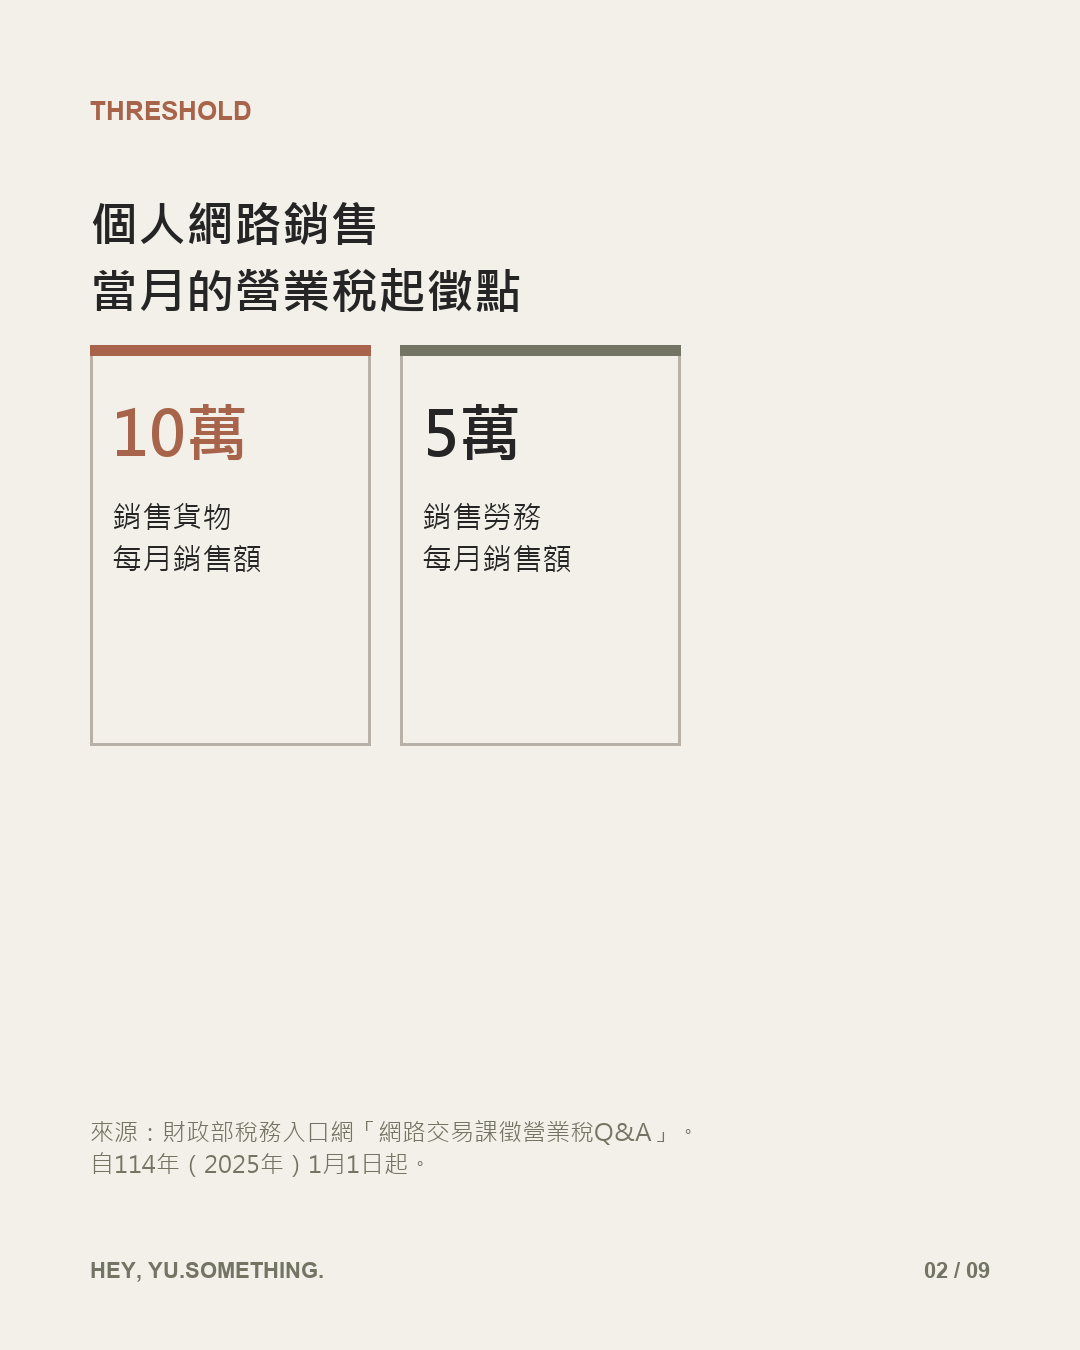 THRESHOLD
個人網路銷售
當月的營業稅起徵點
10萬
銷售貨物
每月銷售額
5萬
銷售勞務
每月銷售額
來源：財政部稅務入口網「網路交易課徵營業稅Q&A」。
自114年（2025年）1月1日起。
HEY, YU.SOMETHING.
02 / 09